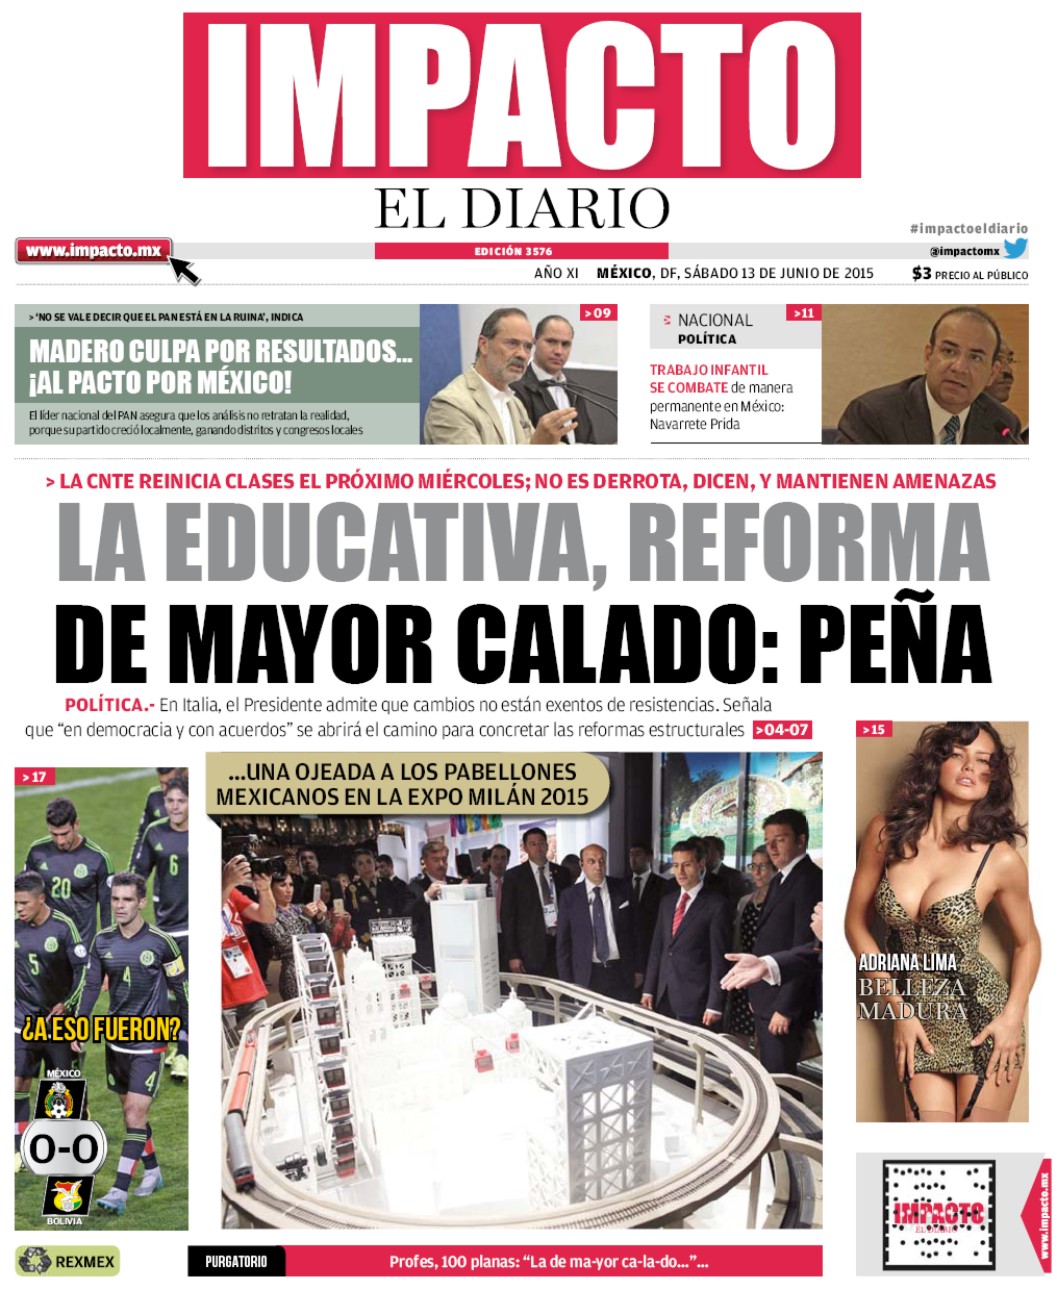 IMPACTO
EL DIARIO
#impactoeldiario
www.impacto.mx
EDICIÓN 3576
@impactomx
AÑO XI MÉXICO, DF, SÁBADO 13 DE JUNIO DE 2015 $3 PRECIO AL PÚBLICO
> ‘NO SE VALE DECIR QUE EL PAN ESTÁ EN LA RUINA’, INDICA
MADERO CULPA POR RESULTADOS...
¡AL PACTO POR MÉXICO!
El líder nacional del PAN asegura que los análisis no retratan la realidad,
porque su partido creció localmente, ganando distritos y congresos locales
>09
NACIONAL
POLÍTICA
>11
TRABAJO INFANTIL
SE COMBATE de manera
permanente en México:
Navarrete Prida
> LA CNTE REINICIA CLASES EL PRÓXIMO MIÉRCOLES; NO ES DERROTA, DICEN, Y MANTIENEN AMENAZAS
LA EDUCATIVA, REFORMA
DE MAYOR CALADO: PEÑA
POLÍTICA.- En Italia, el Presidente admite que cambios no están exentos de resistencias. Señala
que “en democracia y con acuerdos” se abrirá el camino para concretar las reformas estructurales >04-07
>17
20
6
5
4
4
¿A ESO FUERON?
MÉXICO
0-0
BOLIVIA
...UNA OJEADA A LOS PABELLONES
MEXICANOS EN LA EXPO MILÁN 2015
>15
ADRIANA LIMA
BELLEZA
MADURA
IMPACTO
EL DIARIO
www.impacto.mx
REXMEX
PURGATORIO
Profes, 100 planas: “La de ma-yor ca-la-do...”...